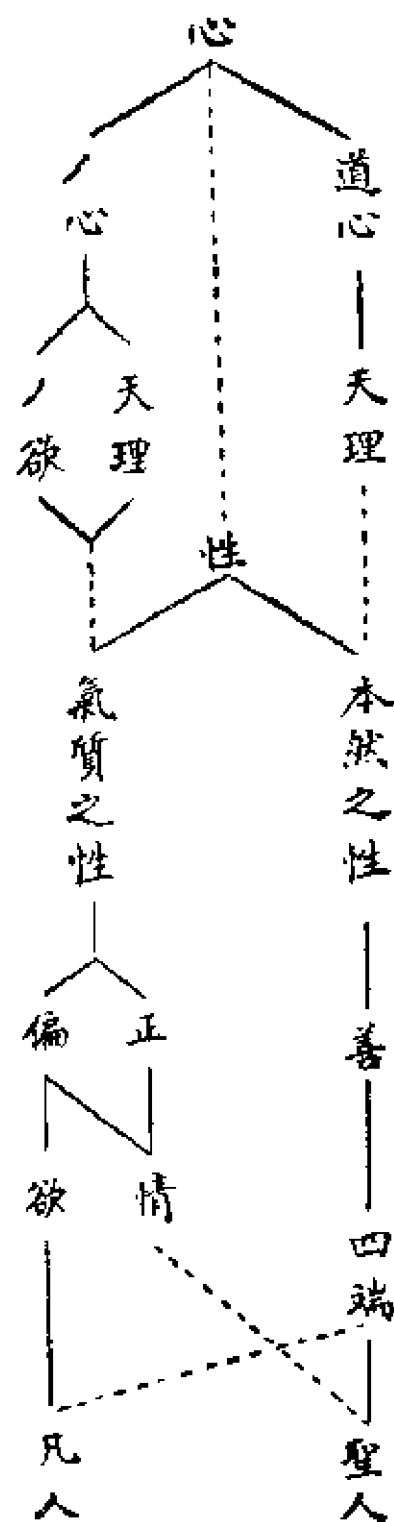 心
道心
人心
天理
天理
人欲
性
本然之性
氣質之性
善
正
偏
四端
情
欲
聖人
凡人